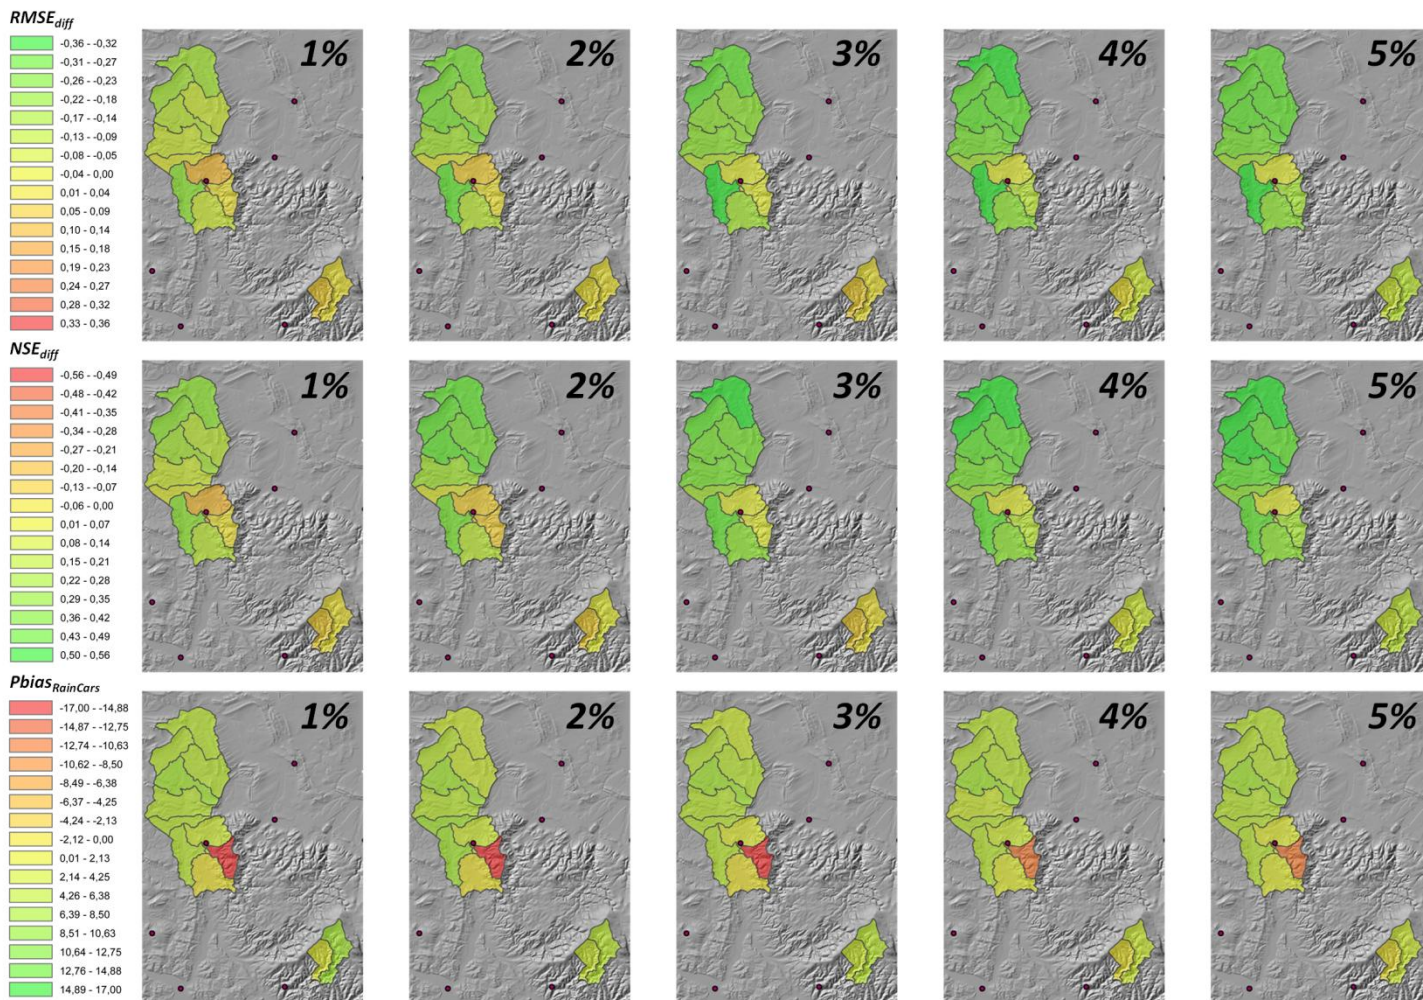 RMSEdiff
-0,36 - -0,32
-0,31 - -0,27
-0,26 - -0,23
-0,22 - -0,18
-0,17 - -0,14
-0,13 - -0,09
-0,08 - -0,05
-0,04 - 0,00
0,01 - 0,04
0,05 - 0,09
0,10 - 0,14
0,15 - 0,18
0,19 - 0,23
0,24 - 0,27
0,28 - 0,32
0,33 - 0,36
1% 2% 3% 4% 5%
NSEdiff
-0,56 - -0,49
-0,48 - -0,42
-0,41 - -0,35
-0,34 - -0,28
-0,27 - -0,21
-0,20 - -0,14
-0,13 - -0,07
-0,06 - 0,00
0,01 - 0,07
0,08 - 0,14
0,15 - 0,21
0,22 - 0,28
0,29 - 0,35
0,36 - 0,42
0,43 - 0,49
0,50 - 0,56
1% 2% 3% 4% 5%
PbiasRainCars
-17,00 - -14,88
-14,87 - -12,75
-12,74 - -10,63
-10,62 - -8,50
-8,49 - -6,38
-6,37 - -4,25
-4,24 - -2,13
-2,12 - 0,00
0,01 - 2,13
2,14 - 4,25
4,26 - 6,38
6,39 - 8,50
8,51 - 10,63
10,64 - 12,75
12,76 - 14,88
14,89 - 17,00
1% 2% 3% 4% 5%